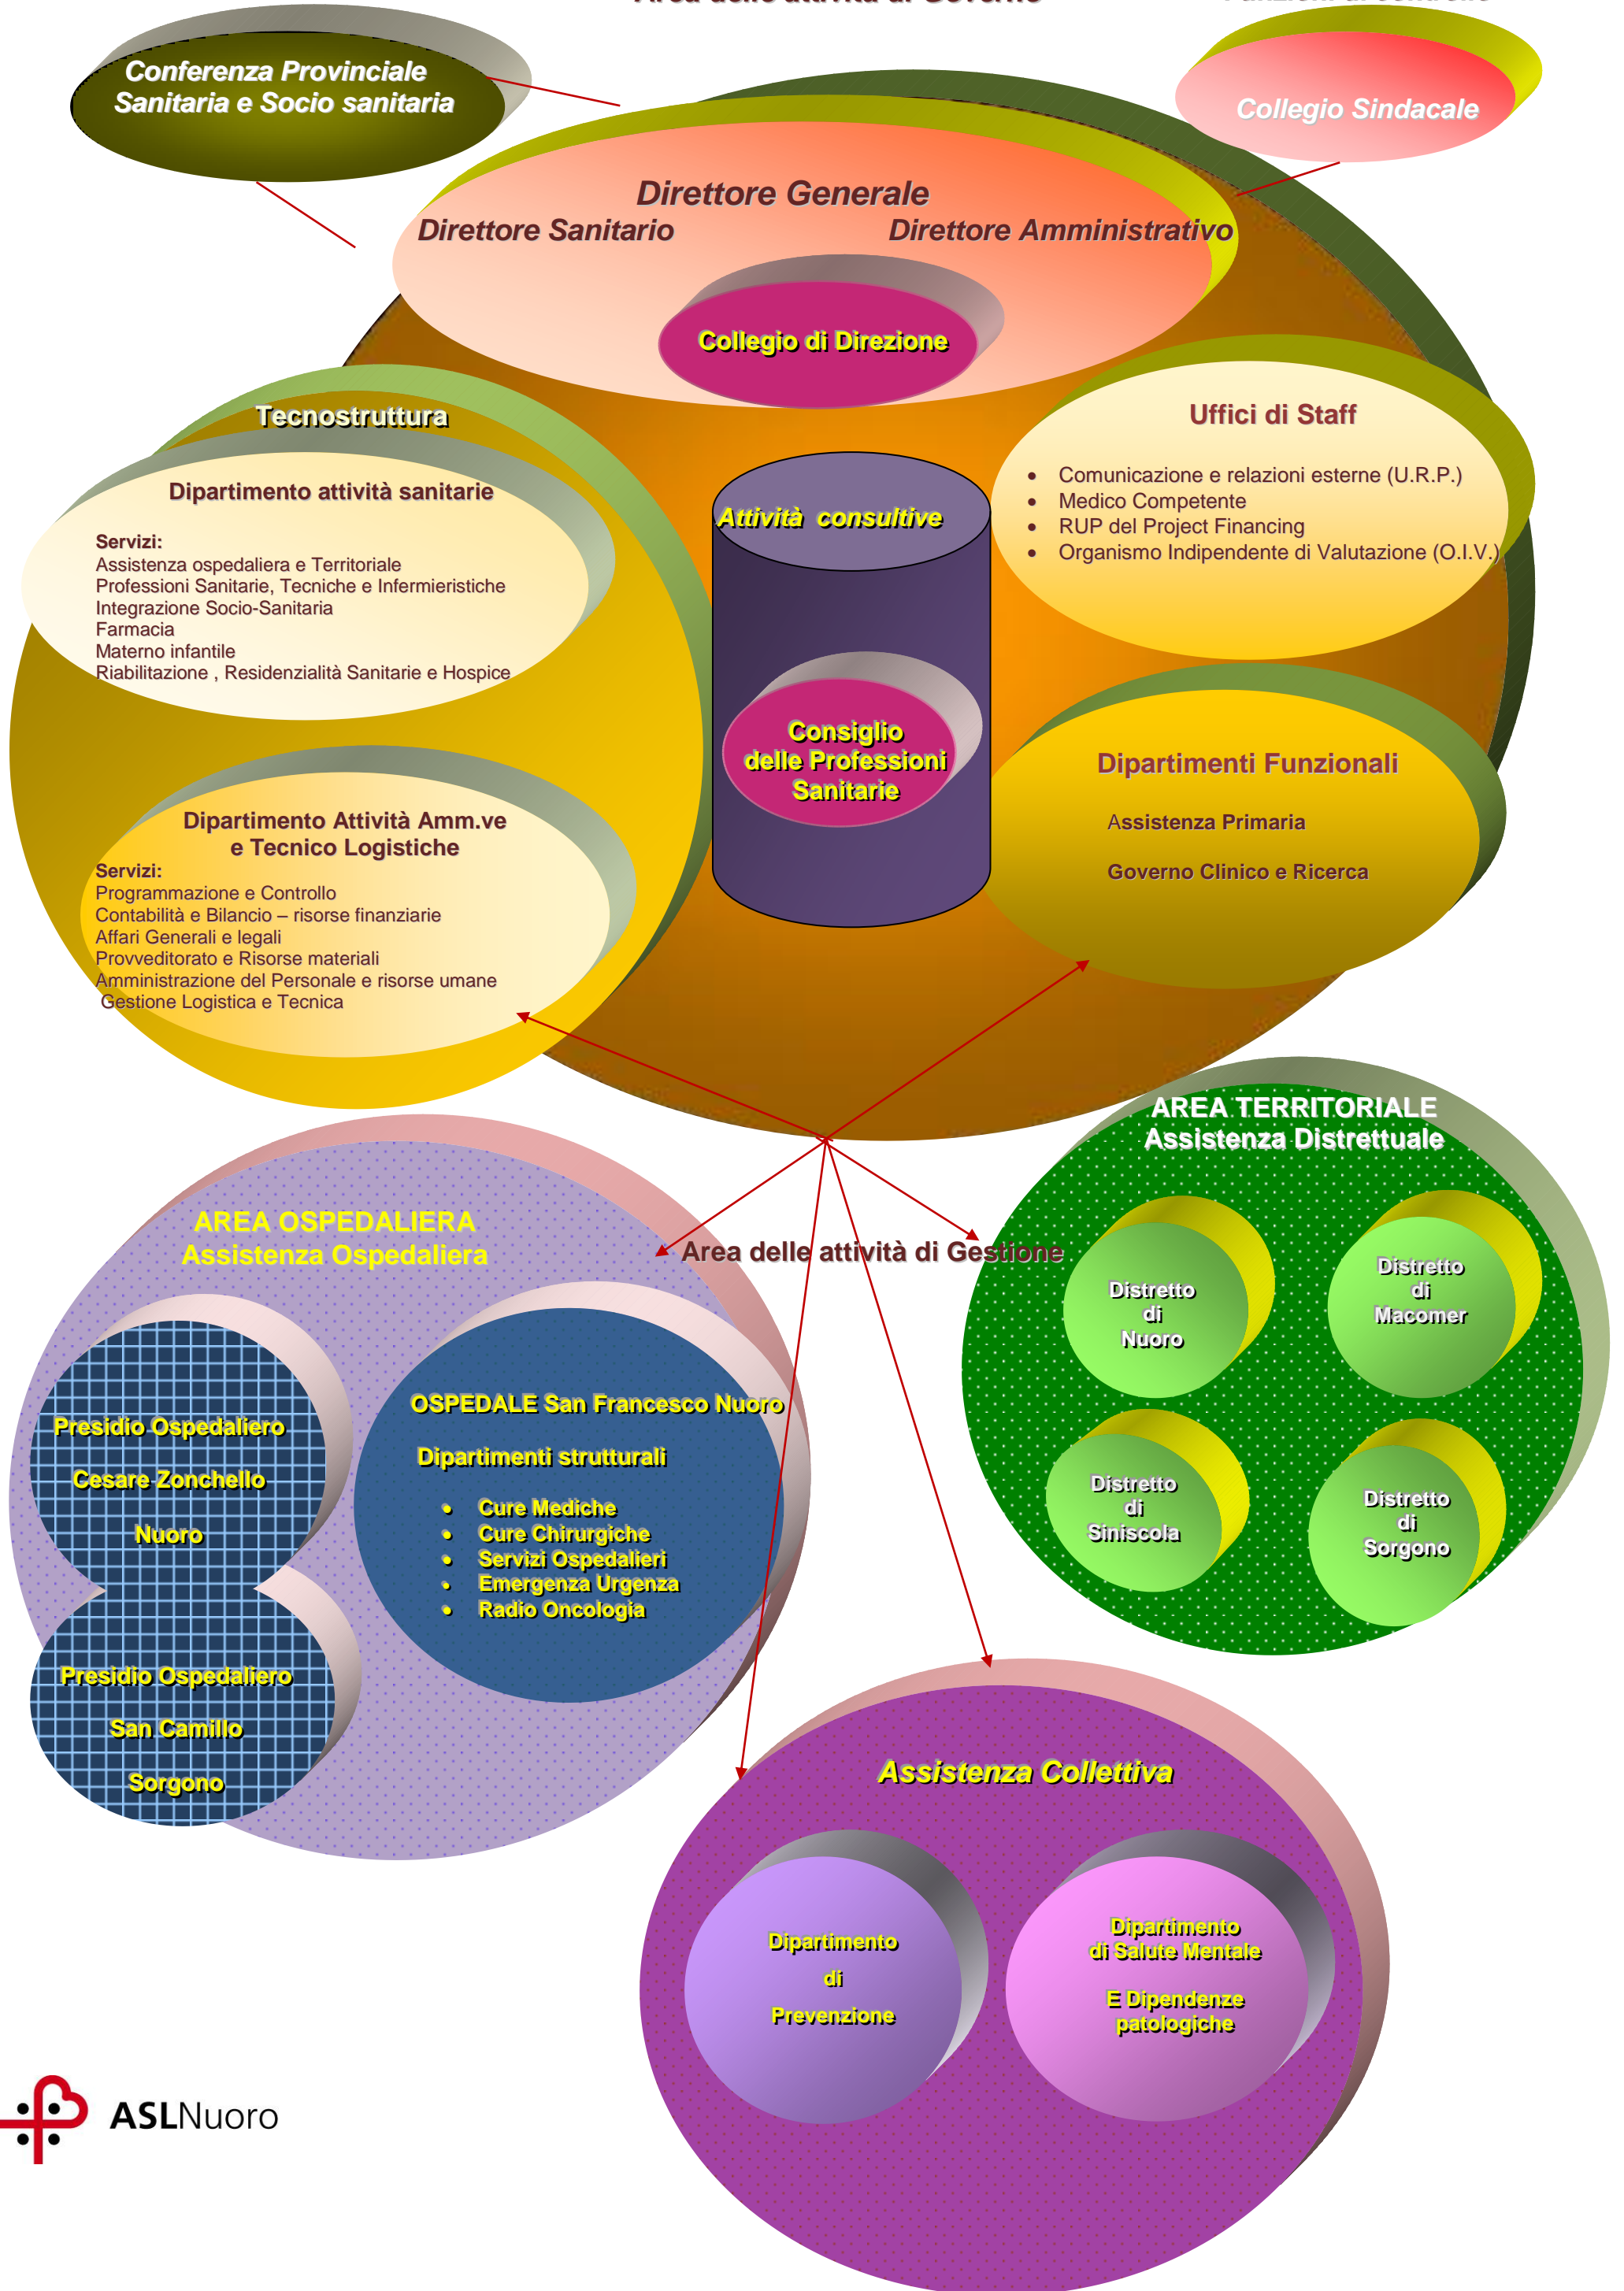 Area delle attività di Governo
Funzioni di controllo
Conferenza Provinciale
Sanitaria e Socio sanitaria
Collegio Sindacale
Direttore Generale
Direttore Sanitario
Direttore Amministrativo
Collegio di Direzione
Tecnostruttura
Dipartimento attività sanitarie
Servizi:
Assistenza ospedaliera e Territoriale
Professioni Sanitarie, Tecniche e Infermieristiche
Integrazione Socio-Sanitaria
Farmacia
Materno infantile
Riabilitazione , Residenzialità Sanitarie e Hospice
Uffici di Staff
• Comunicazione e relazioni esterne (U.R.P.)
• Medico Competente
• RUP del Project Financing
• Organismo Indipendente di Valutazione (O.I.V.)
Attività consultive
Consiglio
delle Professioni
Sanitarie
Dipartimenti Funzionali
Assistenza Primaria
Governo Clinico e Ricerca
Dipartimento Attività Amm.ve
e Tecnico Logistiche
Servizi:
Programmazione e Controllo
Contabilità e Bilancio – risorse finanziarie
Affari Generali e legali
Provveditorato e Risorse materiali
Amministrazione del Personale e risorse umane
Gestione Logistica e Tecnica
AREA TERRITORIALE
Assistenza Distrettuale
Distretto
di
Nuoro
Distretto
di
Macomer
Distretto
di
Siniscola
Distretto
di
Sorgono
Area delle attività di Gestione
AREA OSPEDALIERA
Assistenza Ospedaliera
Presidio Ospedaliero
Cesare Zonchello
Nuoro
OSPEDALE San Francesco Nuoro
Dipartimenti strutturali
• Cure Mediche
• Cure Chirurgiche
• Servizi Ospedalieri
• Emergenza Urgenza
• Radio Oncologia
Presidio Ospedaliero
San Camillo
Sorgono
Assistenza Collettiva
Dipartimento
di
Prevenzione
Dipartimento
di Salute Mentale
E Dipendenze
patologiche
ASLNuoro